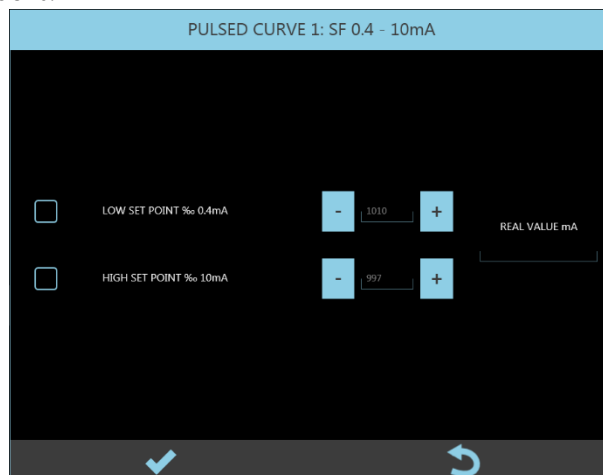 PULSED CURVE 1: SF 0.4 - 10mA
LOW SET POINT ‰ 0.4mA - 1010 +
REAL VALUE mA
HIGH SET POINT ‰ 10mA - 997 +